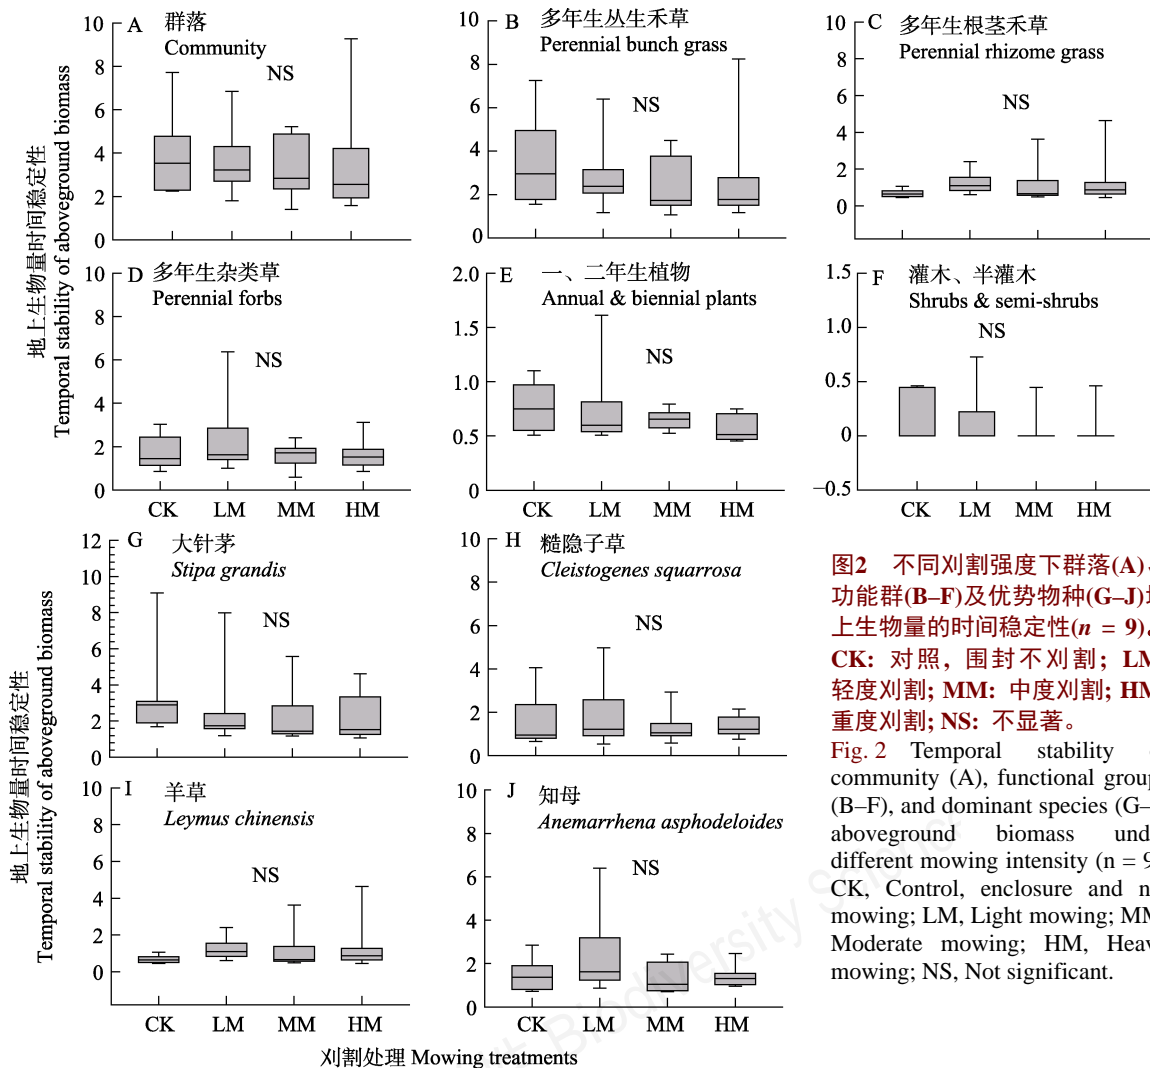 A 群落
Community
NS
10
8
6
4
2
0
B 多年生丛生禾草
Perennial bunch grass
NS
10
8
6
4
2
0
C 多年生根茎禾草
Perennial rhizome grass
NS
10
8
6
4
2
0
地上生物量时间稳定性
Temporal stability of aboveground biomass
D 多年生杂类草
Perennial forbs
NS
10
8
6
4
2
0
CK LM MM HM
E 一、二年生植物
Annual & biennial plants
NS
2.0
1.5
1.0
0.5
0
CK LM MM HM
F 灌木、半灌木
Shrubs & semi-shrubs
NS
1.5
1.0
0.5
0
−0.5
CK LM MM HM
G 大针茅
Stipa grandis
NS
12
10
8
6
4
2
0
H 糙隐子草
Cleistogenes squarrosa
NS
10
8
6
4
2
0
地上生物量时间稳定性
Temporal stability of aboveground biomass
I 羊草
Leymus chinensis
NS
10
8
6
4
2
0
CK LM MM HM
J 知母
Anemarrhena asphodeloides
NS
10
8
6
4
2
0
CK LM MM HM
刈割处理 Mowing treatments
图2 不同刈割强度下群落(A)、
功能群(B–F)及优势物种(G–J)地
上生物量的时间稳定性(n = 9)。
CK: 对照, 围封不刈割; LM
轻度刈割; MM: 中度刈割; HM
重度刈割; NS: 不显著。
Fig. 2 Temporal stability
community (A), functional group
(B–F), and dominant species (G–
aboveground biomass und
different mowing intensity (n = 9
CK, Control, enclosure and n
mowing; LM, Light mowing; MM
Moderate mowing; HM, Heav
mowing; NS, Not significant.
Biodiversity Science